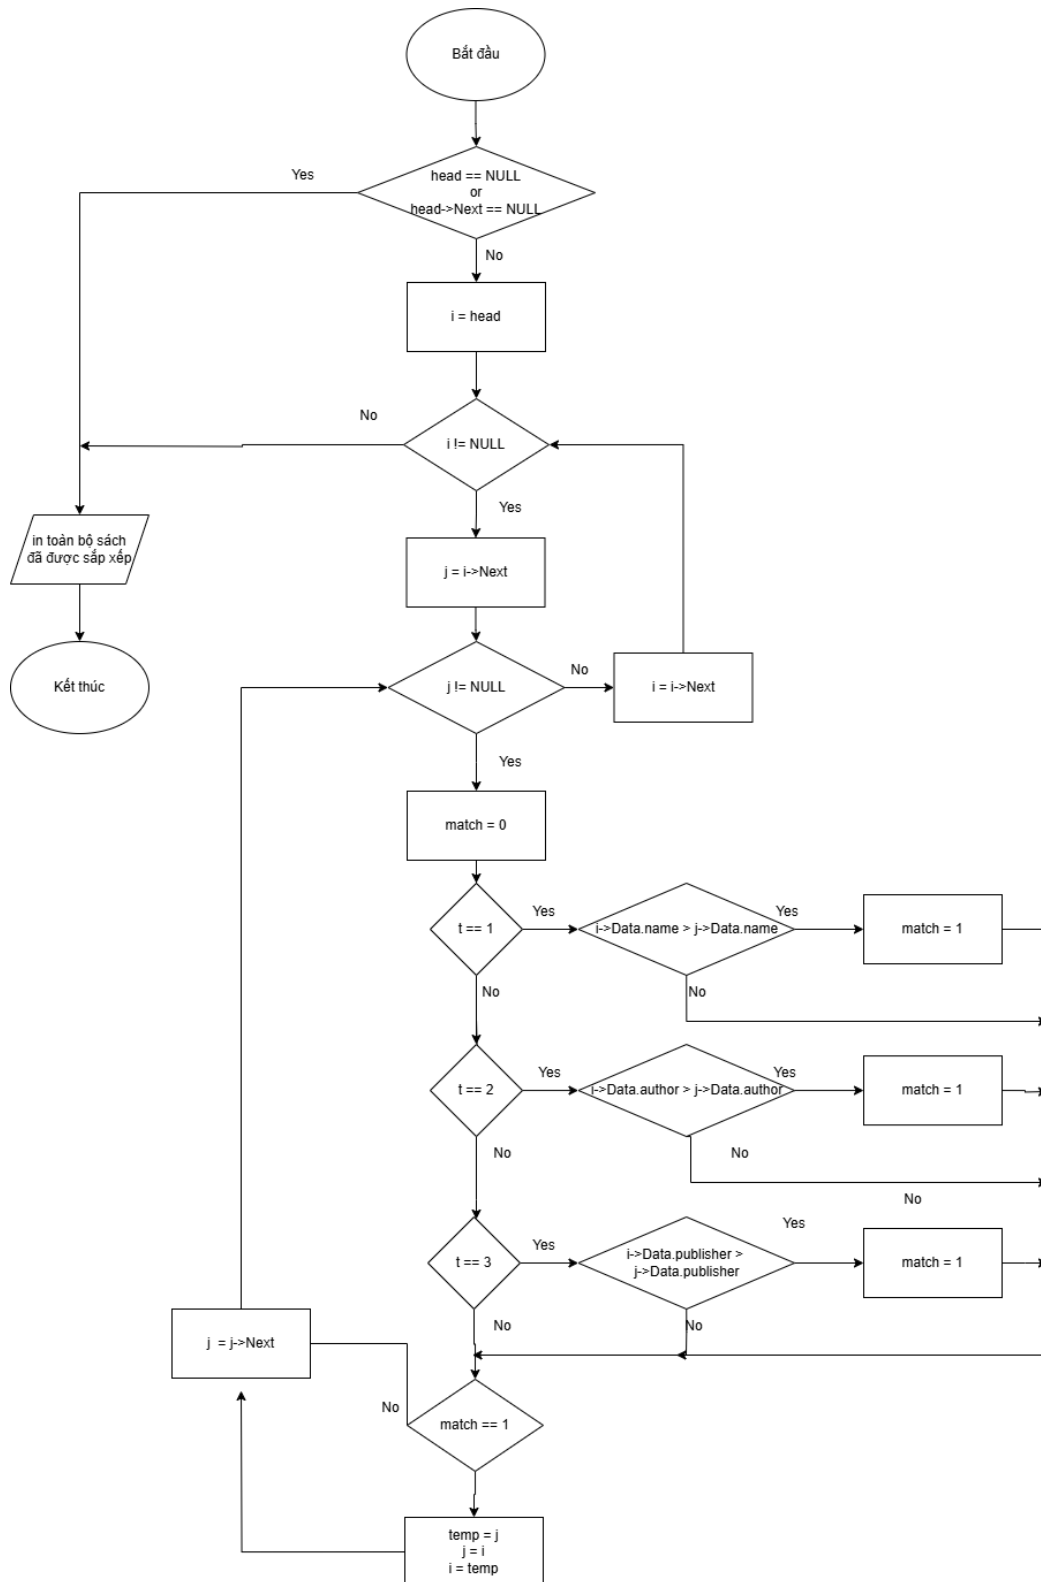 Bắt đầu
Yes
head == NULL
or
head->Next == NULL
No
i = head
No
i != NULL
Yes
in toàn bộ sách
đã được sắp xếp
j = i->Next
Kết thúc
j != NULL
No
i = i->Next
Yes
match = 0
t == 1
Yes
i->Data.name > j->Data.name
Yes
match = 1
No
No
t == 2
Yes
i->Data.author > j->Data.author
Yes
match = 1
No
No
No
t == 3
Yes
i->Data.publisher >
j->Data.publisher
Yes
match = 1
No
No
j = j->Next
No
match == 1
temp = j
j = i
i = temp